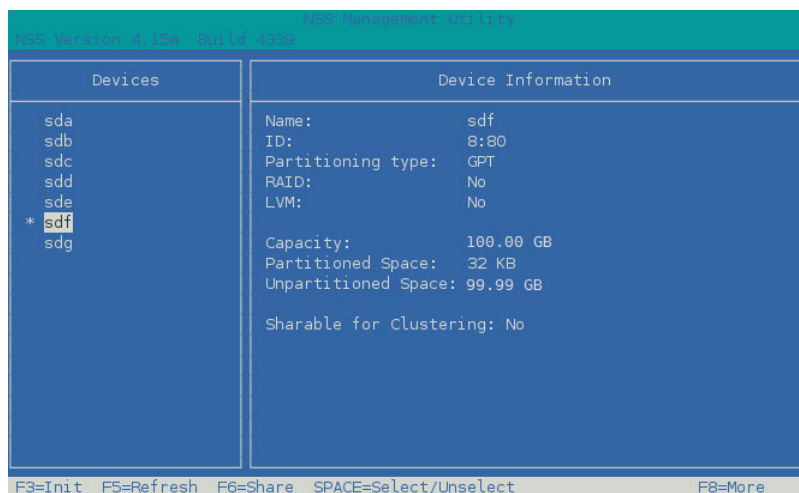 NSS Management Utility
NSS Version 4.15a Build 4339
Devices
sda
sdb
sdc
sdd
sde
* sdf
sdg
Device Information
Name: sdf
ID: 8:80
Partitioning type: GPT
RAID: No
LVM: No
Capacity: 100.00 GB
Partitioned Space: 32 KB
Unpartitioned Space: 99.99 GB
Sharable for Clustering: No
F3=Init F5=Refresh F6=Share SPACE=Select/Unselect F8=More